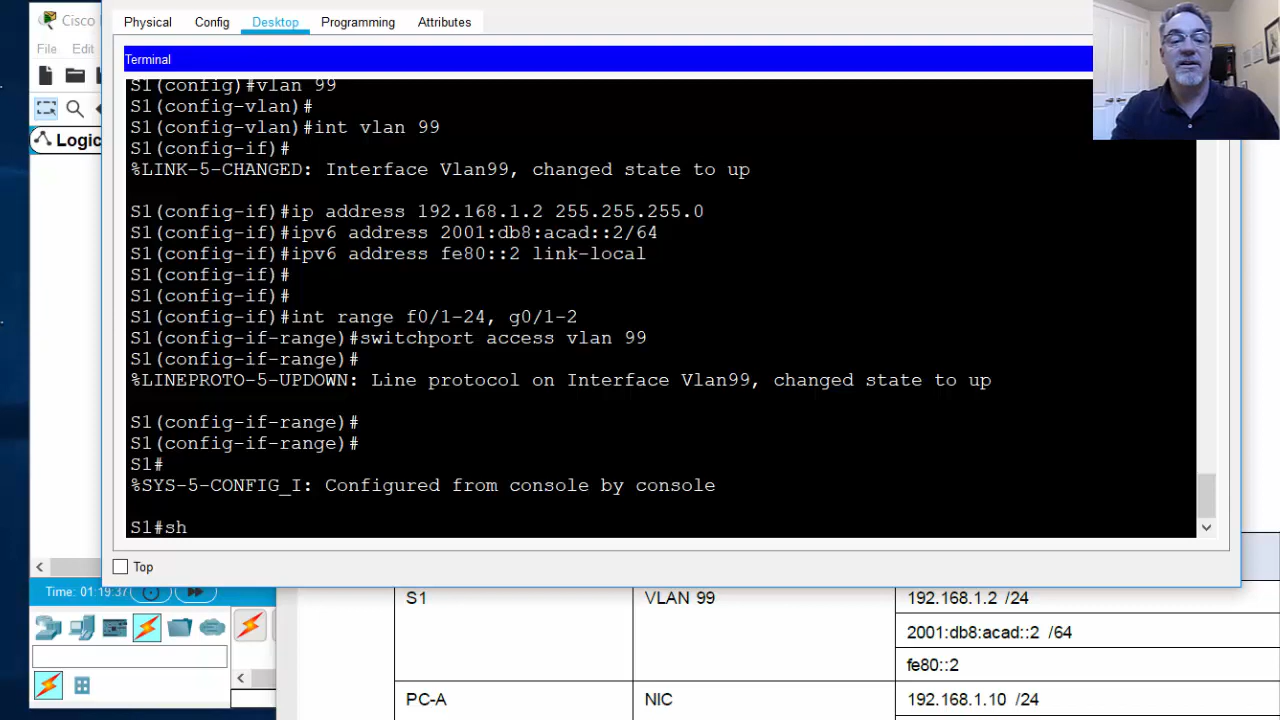 Cisco
File Edit
Logic
Physical Config Desktop Programming Attributes
Terminal
S1(config)#vlan 99
S1(config-vlan)#
S1(config-vlan)#int vlan 99
S1(config-if)#
%LINK-5-CHANGED: Interface Vlan99, changed state to up
S1(config-if)#ip address 192.168.1.2 255.255.255.0
S1(config-if)#ipv6 address 2001:db8:acad::2/64
S1(config-if)#ipv6 address fe80::2 link-local
S1(config-if)#
S1(config-if)#
S1(config-if)#int range f0/1-24, g0/1-2
S1(config-if-range)#switchport access vlan 99
S1(config-if-range)#
%LINEPROTO-5-UPDOWN: Line protocol on Interface Vlan99, changed state to up
S1(config-if-range)#
S1(config-if-range)#
S1#
%SYS-5-CONFIG_I: Configured from console by console
S1#sh
Top
Time: 01:19:37
S1 VLAN 99 192.168.1.2 /24
2001:db8:acad::2 /64
fe80::2
PC-A NIC 192.168.1.10 /24